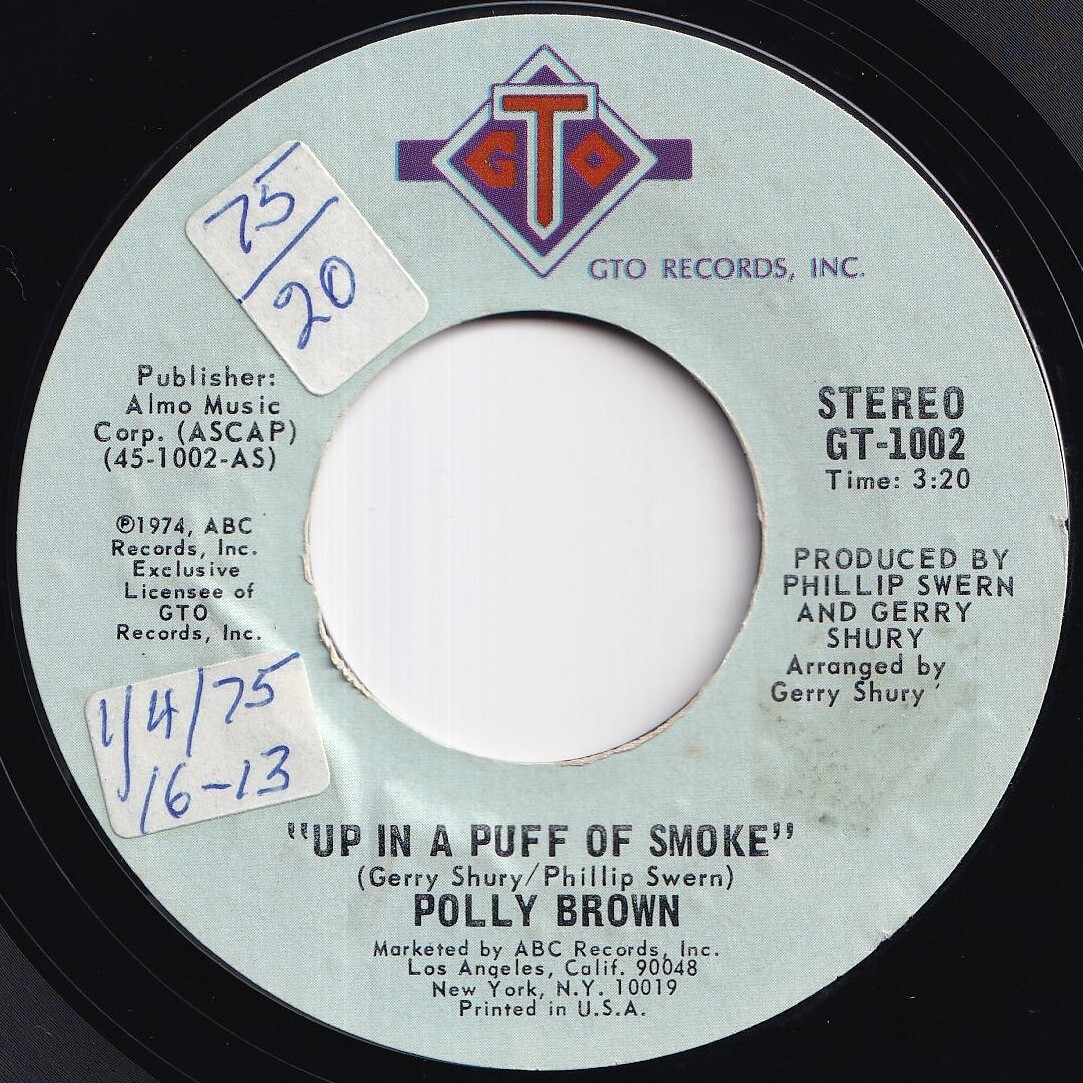 GTO
GTO RECORDS, INC.
75/20
Publisher:
Almo Music
Corp. (ASCAP)
(45-1002-AS)
℗1974, ABC
Records, Inc.
Exclusive
Licensee of
GTO
Records, Inc.
1/4/75
16-13
STEREO
GT-1002
Time: 3:20
PRODUCED BY
PHILLIP SWERN
AND GERRY
SHURY
Arranged by
Gerry Shury
"UP IN A PUFF OF SMOKE"
(Gerry Shury/Phillip Swern)
POLLY BROWN
Marketed by ABC Records, Inc.
Los Angeles, Calif. 90048
New York, N.Y. 10019
Printed in U.S.A.